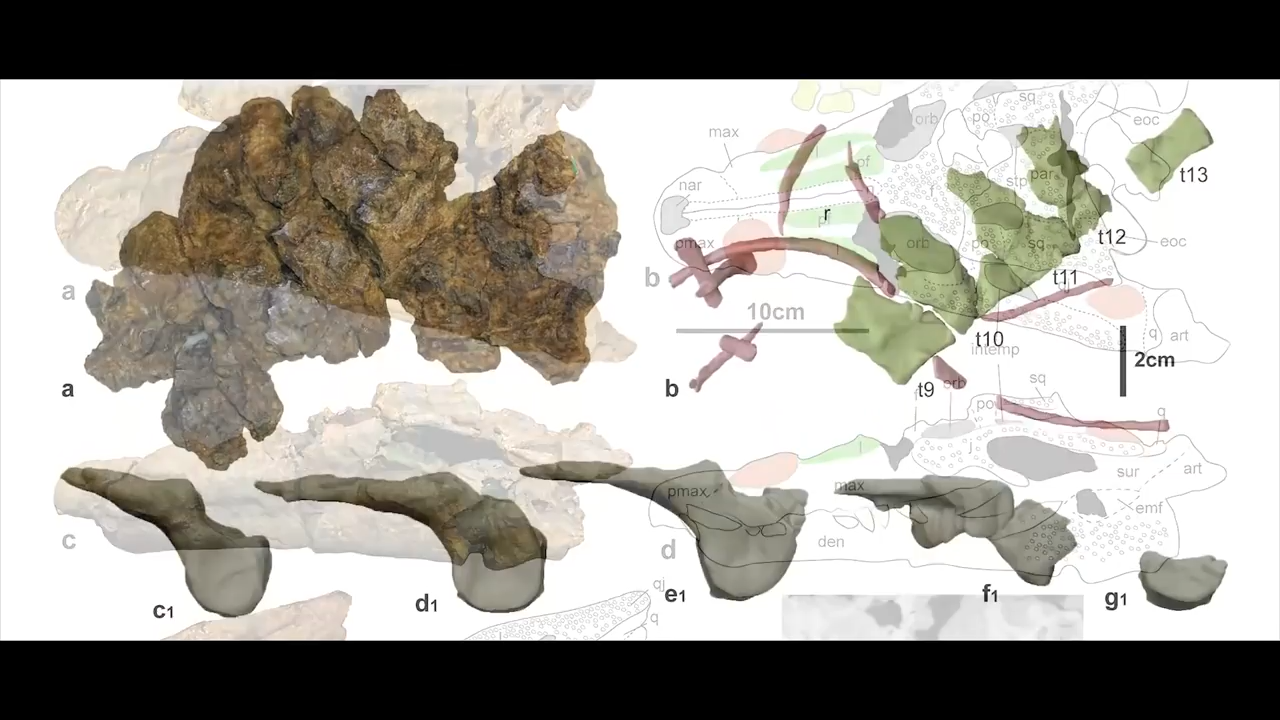 sq
orb
po
eoc
max
t13
pf
nar
par
stp
f
r
t12
pmax
orb
po
sq
eoc
a
b
t11
10cm
q
art
t10
2cm
intemp
a
b
t9
orb
sq
f
po
q
l
pmax
max
j
sur
art
emf
c
d
den
qj
e1
f1
g1
c1
d1
q